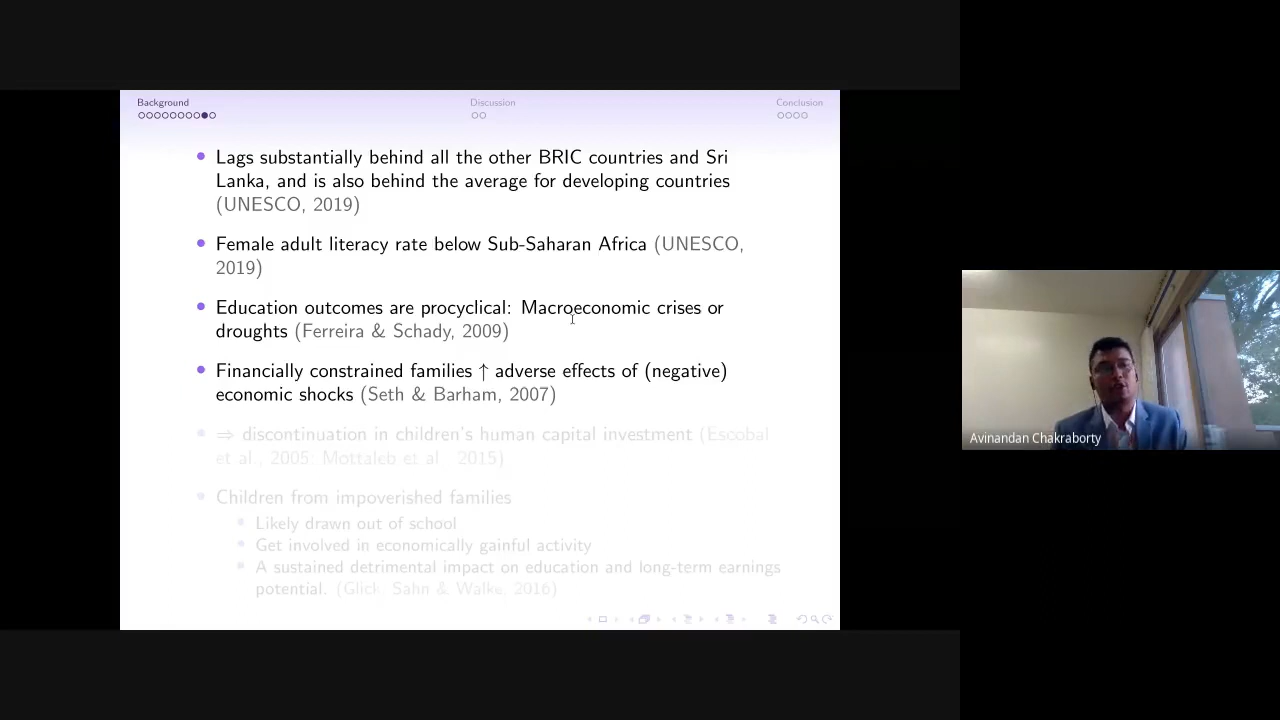 Background Discussion Conclusion
• Lags substantially behind all the other BRIC countries and Sri
Lanka, and is also behind the average for developing countries
(UNESCO, 2019)
• Female adult literacy rate below Sub-Saharan Africa (UNESCO,
2019)
• Education outcomes are procyclical: Macroeconomic crises or
droughts (Ferreira & Schady, 2009)
• Financially constrained families ↑ adverse effects of (negative)
economic shocks (Seth & Barham, 2007)
• ⇒ discontinuation in children's human capital investment (Escobal
et al., 2005; Mottaleb et al., 2015)
• Children from impoverished families
• Likely drawn out of school
• Get involved in economically gainful activity
• A sustained detrimental impact on education and long-term earnings
potential. (Glick, Sahn & Walke, 2016)
Avinandan Chakraborty